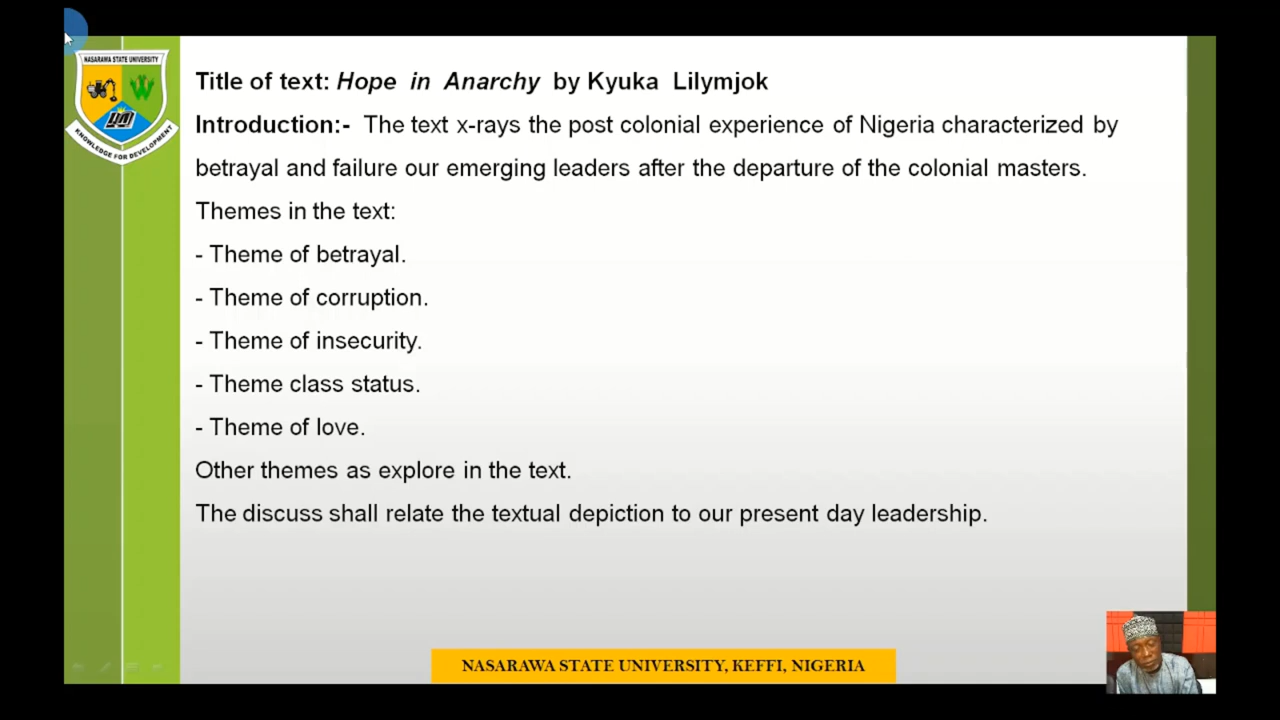 NASARAWA STATE UNIVERSITY
KNOWLEDGE FOR DEVELOPMENT
Title of text: Hope in Anarchy by Kyuka Lilymjok
Introduction:- The text x-rays the post colonial experience of Nigeria characterized by
betrayal and failure our emerging leaders after the departure of the colonial masters.
Themes in the text:
- Theme of betrayal.
- Theme of corruption.
- Theme of insecurity.
- Theme class status.
- Theme of love.
Other themes as explore in the text.
The discuss shall relate the textual depiction to our present day leadership.
NASARAWA STATE UNIVERSITY, KEFFI, NIGERIA